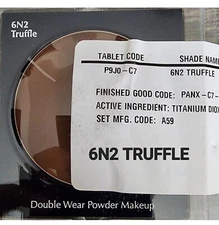 6N2
Truffle
TABLET CODE SHADE NAME
P9J0-C7 6N2 TRUFFLE
FINISHED GOOD CODE: PANX-C7-
ACTIVE INGREDIENT: TITANIUM DIOX
SET MFG. CODE: A59
6N2 TRUFFLE
Double Wear Powder Makeup